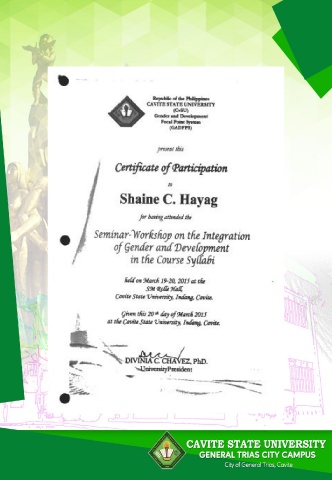 Republic of the Philippines
CAVITE STATE UNIVERSITY
(CvSU)
Gender and Development
Focal Point System
(GADFPS)
present this
Certificate of Participation
to
Shaine C. Hayag
for having attended the
Seminar-Workshop on the Integration
of Gender and Development
in the Course Syllabi
held on March 19-20, 2015 at the
SM Rolle Hall,
Cavite State University, Indang, Cavite.
Given this 20th day of March 2015
at the Cavite State University, Indang, Cavite.
DIVINIA C. CHAVEZ, PhD.
University President
CAVITE STATE UNIVERSITY
GENERAL TRIAS CITY CAMPUS
City of General Trias, Cavite